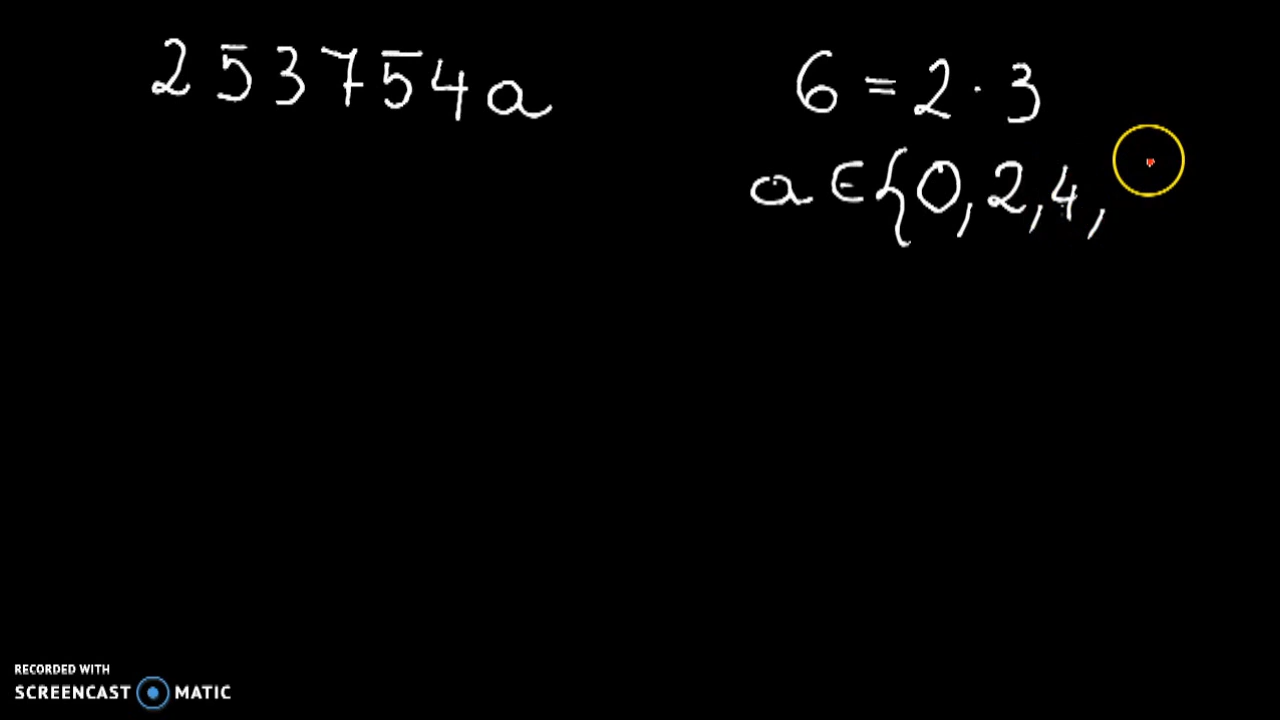 253754a
6 = 2 · 3
a ∈ {0, 2, 4,
RECORDED WITH
SCREENCAST MATIC